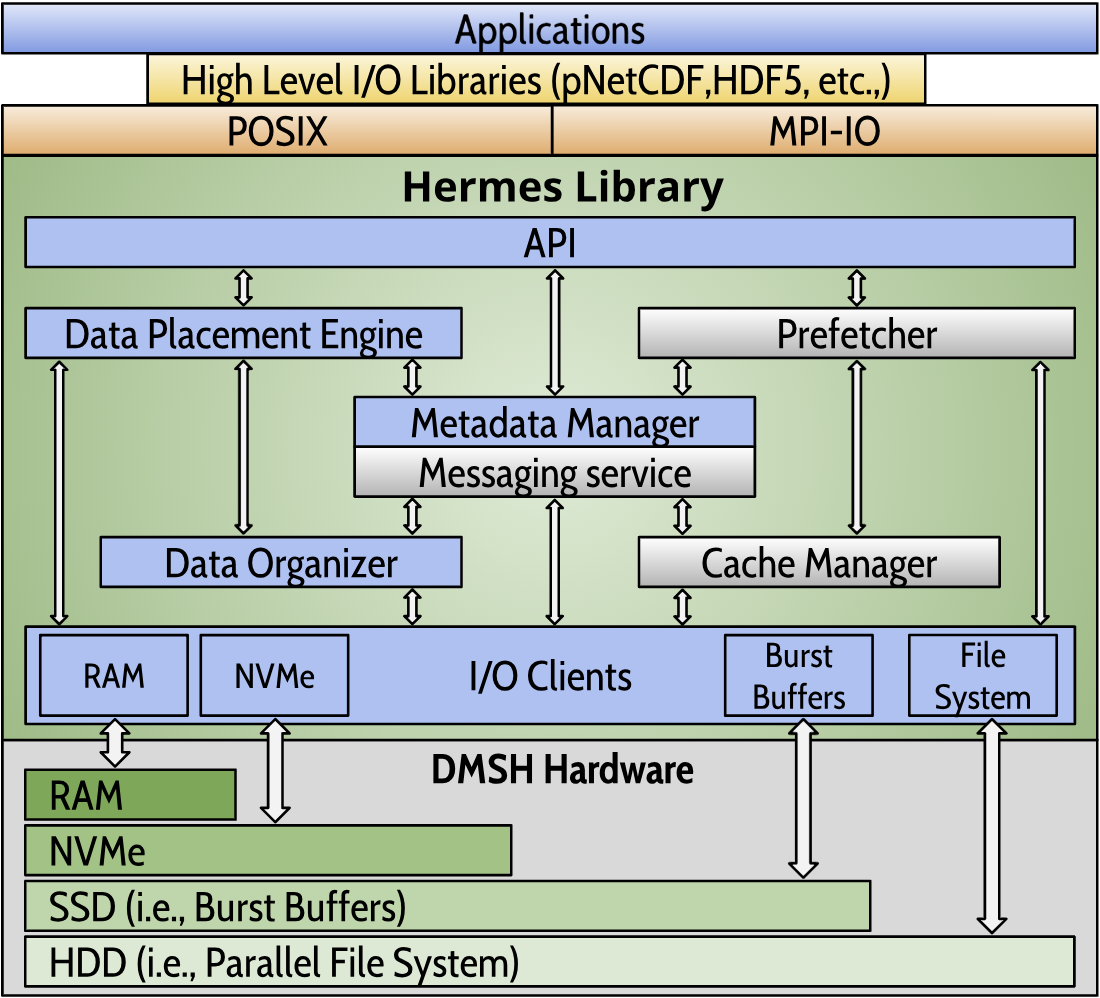 Applications
High Level I/O Libraries (pNetCDF,HDF5, etc.,)
POSIX
MPI-IO
Hermes Library
API
Data Placement Engine
Prefetcher
Metadata Manager
Messaging service
Data Organizer
Cache Manager
RAM
NVMe
I/O Clients
Burst
Buffers
File
System
DMSH Hardware
RAM
NVMe
SSD (i.e., Burst Buffers)
HDD (i.e., Parallel File System)